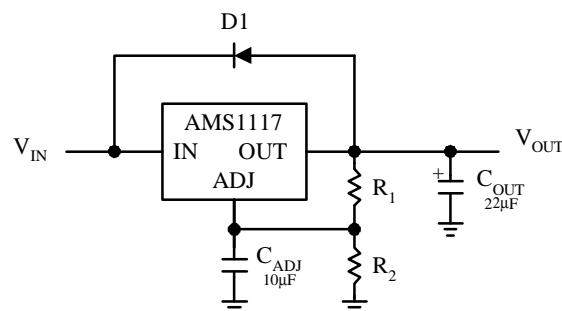 D1
AMS1117
V_IN IN OUT V_OUT
ADJ
R_1
+ C_OUT
22µF
C_ADJ
10µF
R_2